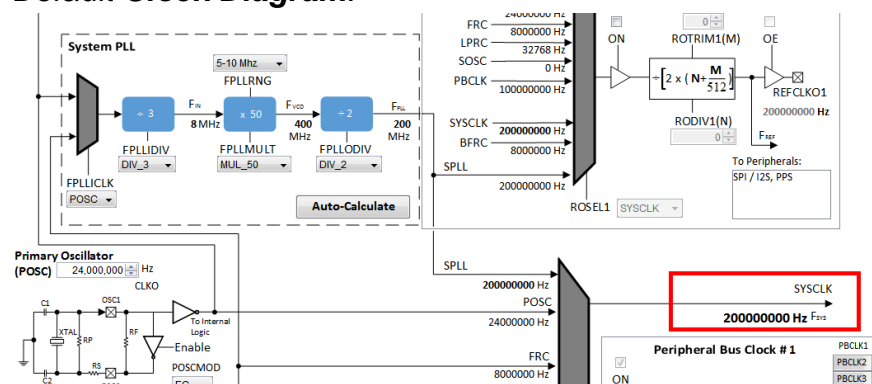 Default Clock Diagram.
System PLL
5-10 Mhz
FPLLRNG
÷ 3
FIN
8 MHz
x 50
FVCO
400
MHz
÷ 2
FPLL
200
MHz
FPLLIDIV
DIV_3
FPLLMULT
MUL_50
FPLLODIV
DIV_2
FPLLICLK
POSC
Auto-Calculate
24000000 Hz
FRC
8000000 Hz
LPRC
32768 Hz
SOSC
0 Hz
PBCLK
100000000 Hz
SYSCLK
200000000 Hz
BFRC
8000000 Hz
SPLL
200000000 Hz
ROSEL1
SYSCLK
ON
0
ROTRIM1(M)
OE
÷[2 x ( N+ M/512 )]
REFCLKO1
200000000 Hz
RODIV1(N)
0
FREF
To Peripherals:
SPI / I2S, PPS
Primary Oscillator
(POSC)
24,000,000
Hz
CLKO
C1
OSC1
XTAL
RP
RF
To Internal
Logic
Enable
RS
C2
POSCMOD
EC
SPLL
200000000 Hz
POSC
24000000 Hz
FRC
8000000 Hz
SYSCLK
200000000 Hz FSYS
Peripheral Bus Clock # 1
ON
PBCLK1
PBCLK2
PBCLK3